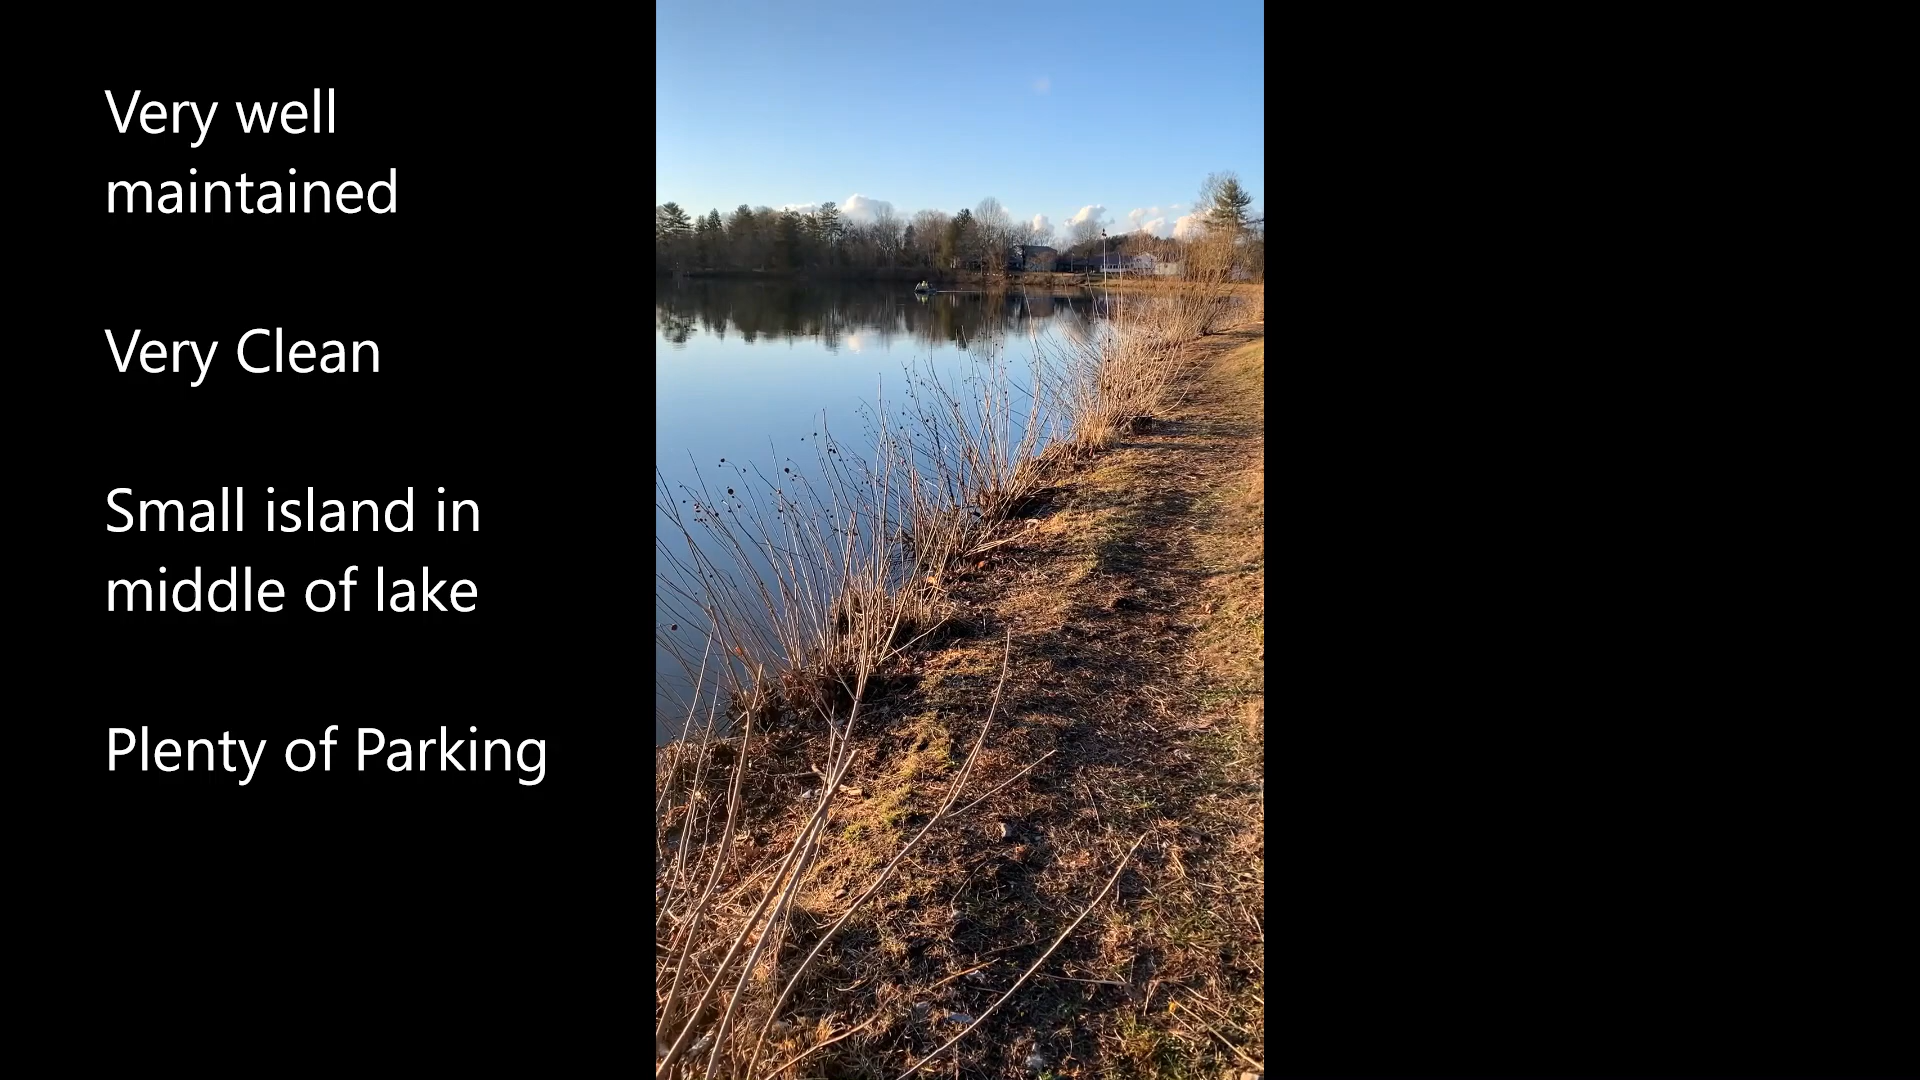 Very well
maintained
Very Clean
Small island in
middle of lake
Plenty of Parking